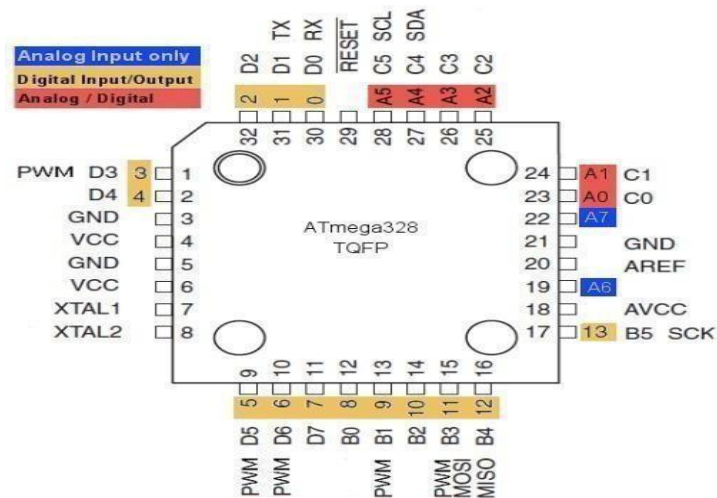 Analog Input only
Digital Input/Output
Analog / Digital
D2
D1 TX
D0 RX
RESET
C5 SCL
C4 SDA
C3
C2
2
1
0
A5
A4
A3
A2
32
31
30
29
28
27
26
25
PWM D3 3 1
D4 4 2
GND 3
VCC 4
GND 5
VCC 6
XTAL1 7
XTAL2 8
ATmega328
TQFP
24 A1 C1
23 A0 C0
22 A7
21 GND
20 AREF
19 A6
18 AVCC
17 13 B5 SCK
9
10
11
12
13
14
15
16
5
6
7
8
9
10
11
12
PWM D5
PWM D6
D7
B0
PWM B1
B2
PWM B3
MOSI
MISO B4